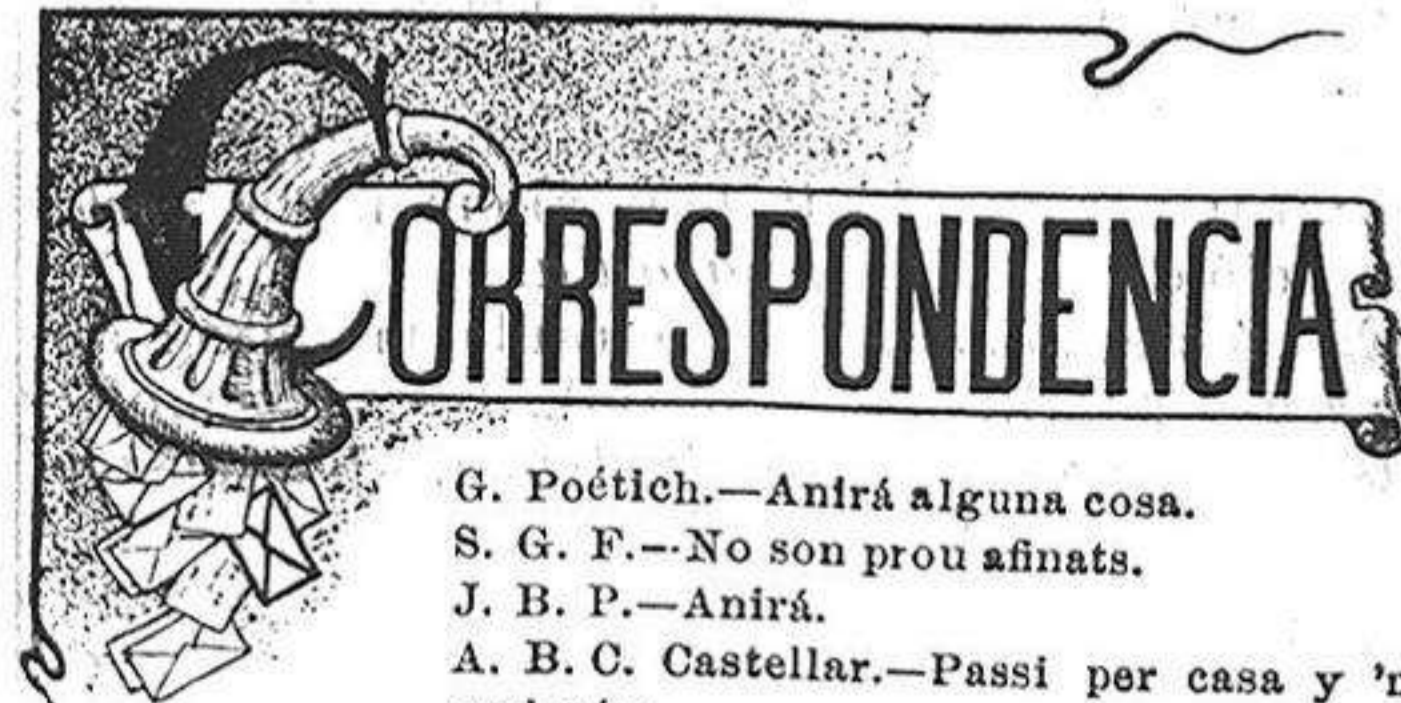 CORRESPONDENCIA
G. Poétich.—Anirá alguna cosa.
S. G. F.—No son prou afinats.
J. B. P.—Anirá.
A. B. C. Castellar.—Passi per casa y